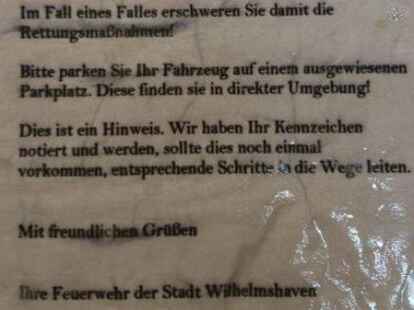 Im Fall eines Falles erschweren Sie damit die
Rettungsmaßnahmen!
Bitte parken Sie Ihr Fahrzeug auf einem ausgewiesenen
Parkplatz. Diese finden sie in direkter Umgebung!
Dies ist ein Hinweis. Wir haben Ihr Kennzeichen
notiert und werden, sollte dies noch einmal
vorkommen, entsprechende Schritte in die Wege leiten.
Mit freundlichen Grüßen
Ihre Feuerwehr der Stadt Wilhelmshaven